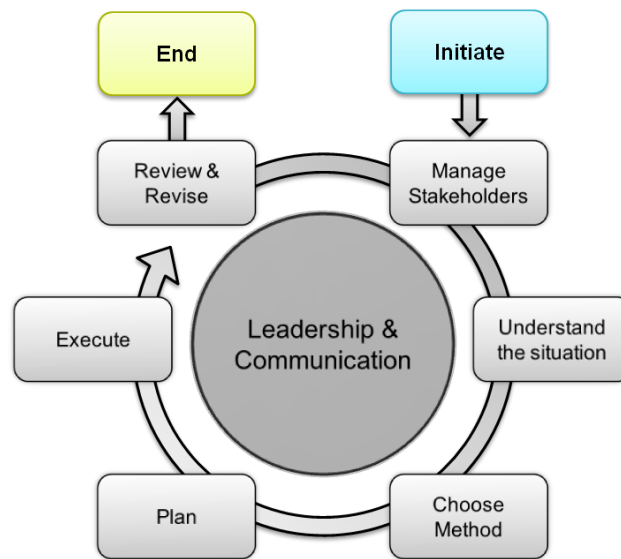 End
Initiate
Review &
Revise
Manage
Stakeholders
Execute
Leadership &
Communication
Understand
the situation
Plan
Choose
Method